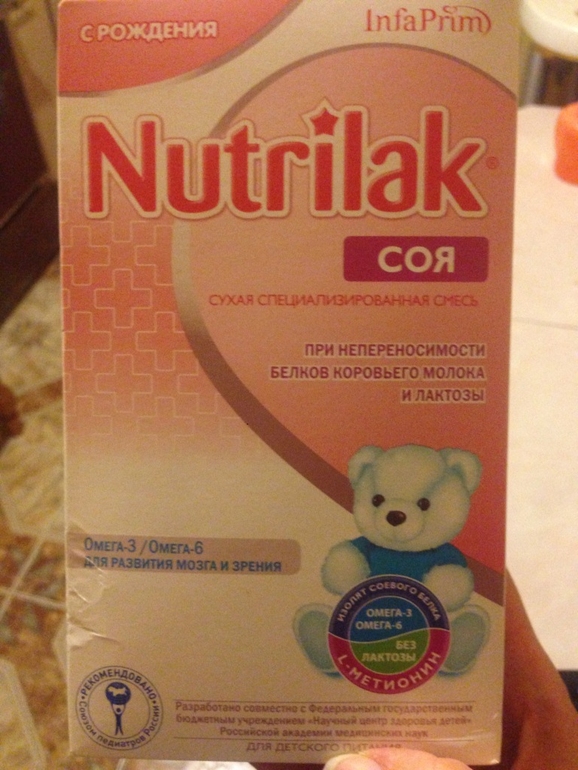 С РОЖДЕНИЯ
InfaPrim
Nutrilak®
СОЯ
СУХАЯ СПЕЦИАЛИЗИРОВАННАЯ СМЕСЬ
ПРИ НЕПЕРЕНОСИМОСТИ
БЕЛКОВ КОРОВЬЕГО МОЛОКА
И ЛАКТОЗЫ
ОМЕГА-3 / ОМЕГА-6
ДЛЯ РАЗВИТИЯ МОЗГА И ЗРЕНИЯ
ИЗОЛЯТ СОЕВОГО БЕЛКА
ОМЕГА-3
ОМЕГА-6
БЕЗ
ЛАКТОЗЫ
L-МЕТИОНИН
•РЕКОМЕНДОВАНО•
Союзом педиатров России
Разработано совместно с Федеральным государственным
бюджетным учреждением «Научный центр здоровья детей»
Российской академии медицинских наук
ДЛЯ ДЕТСКОГО ПИТАНИЯ